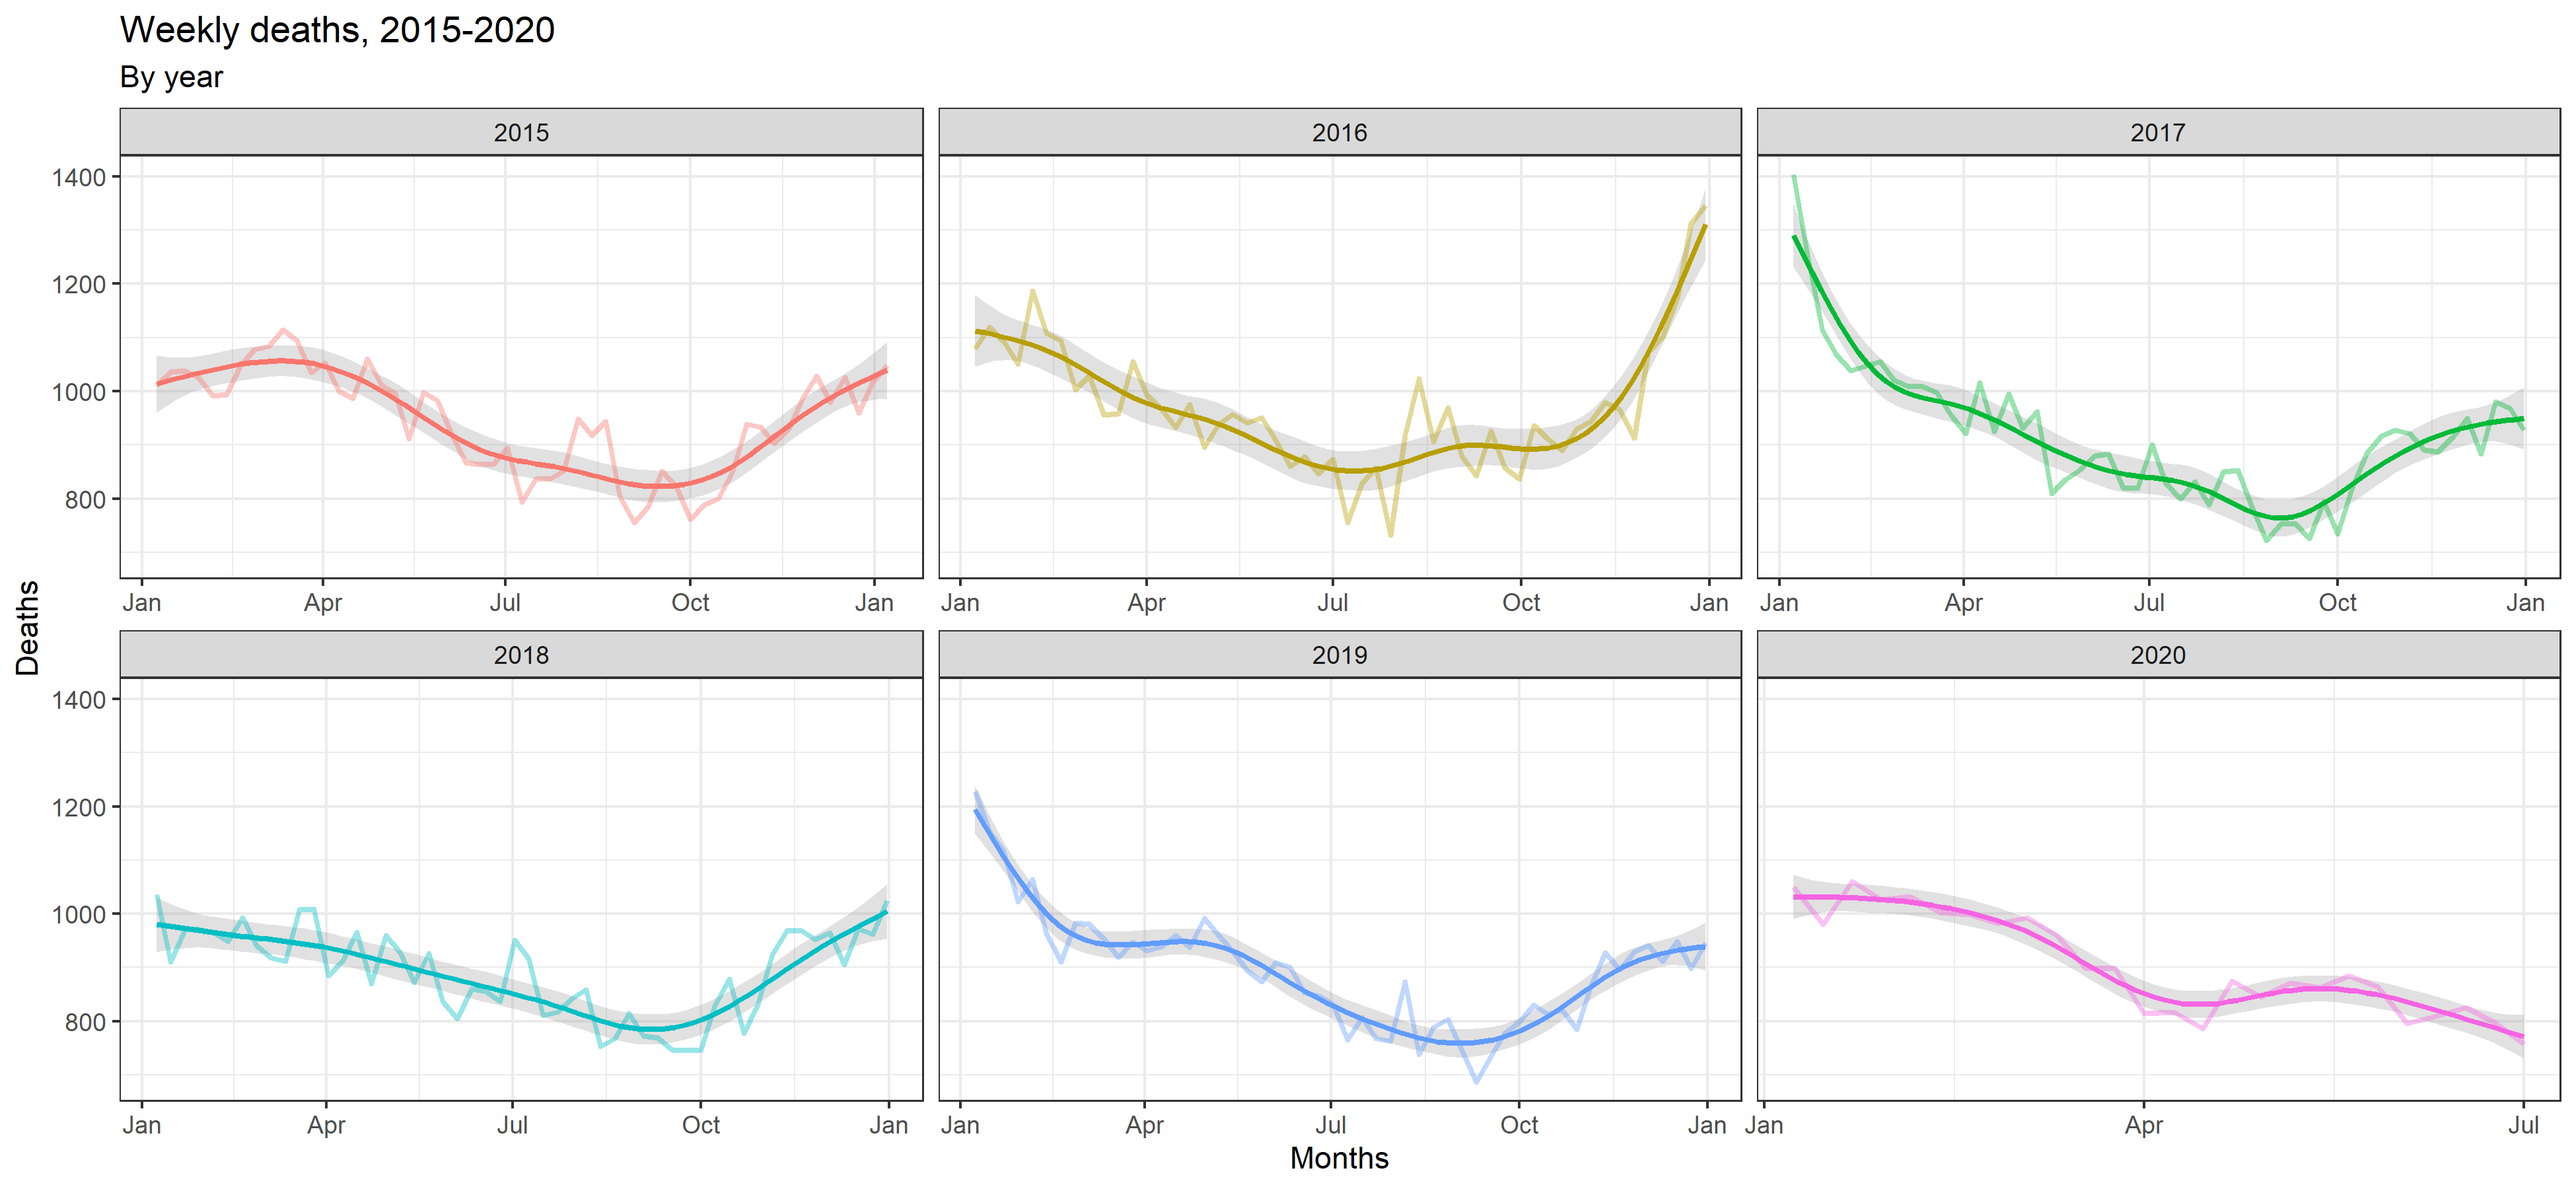 Weekly deaths, 2015-2020
By year
2015 2016 2017
1400
1200
1000
800
Jan Apr Jul Oct Jan Jan Apr Jul Oct Jan Jan Apr Jul Oct Jan
Deaths
2018 2019 2020
1400
1200
1000
800
Jan Apr Jul Oct Jan Jan Apr Jul Oct Jan Jan Apr Jul
Months